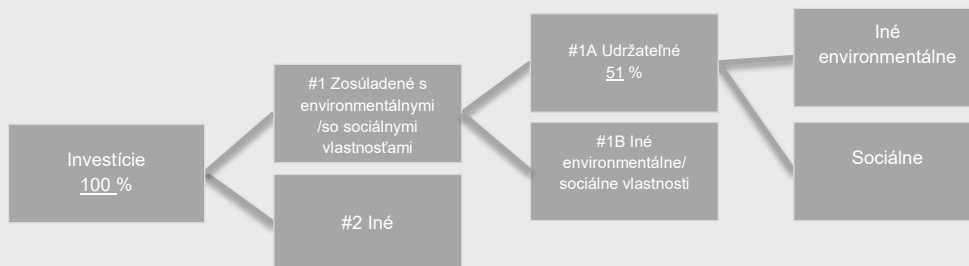 Investície
100 %
#1 Zosúladené s
environmentálnymi
/so sociálnymi
vlastnosťami
#2 Iné
#1A Udržateľné
51 %
#1B Iné
environmentálne/
sociálne vlastnosti
Iné
environmentálne
Sociálne